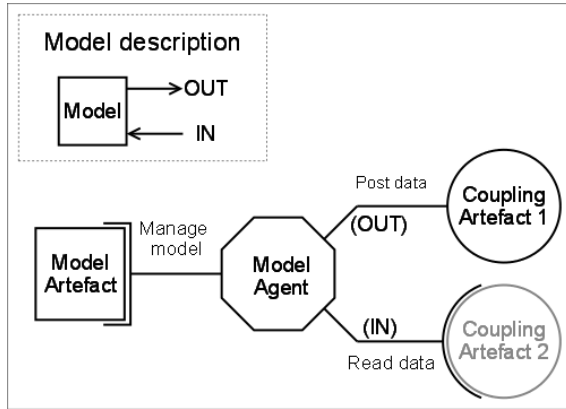 Model description
Model
OUT
IN
Post data
(OUT)
Coupling
Artefact 1
Manage
model
Model
Artefact
Model
Agent
(IN)
Read data
Coupling
Artefact 2